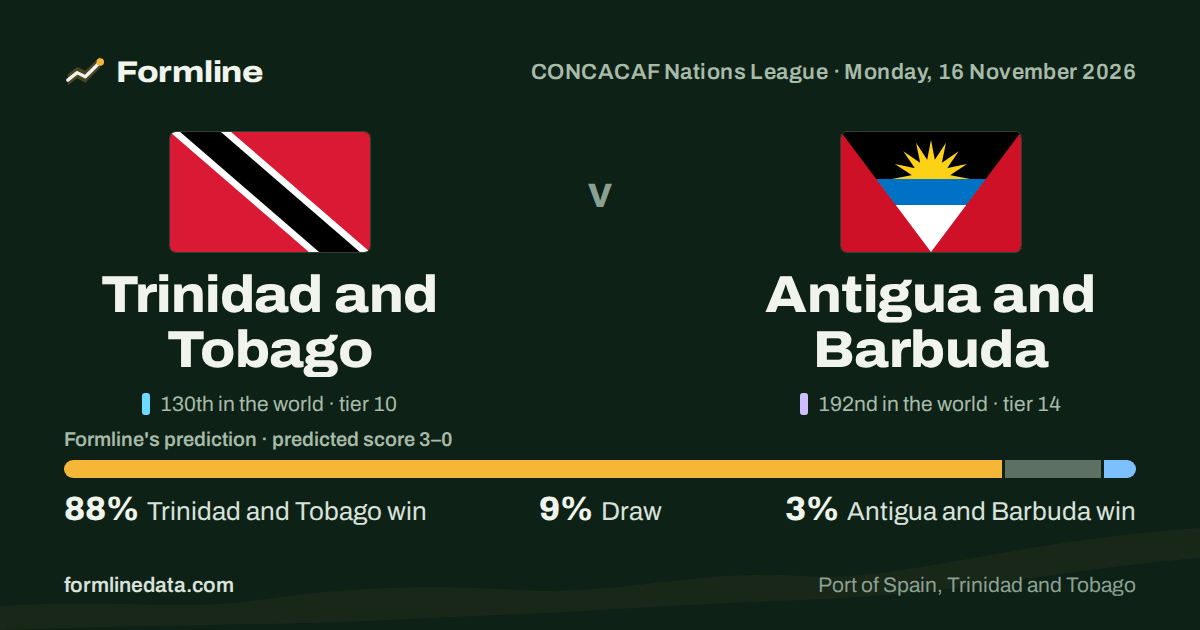 Formline
CONCACAF Nations League · Monday, 16 November 2026
v
Trinidad and
Tobago
130th in the world · tier 10
Antigua and
Barbuda
192nd in the world · tier 14
Formline's prediction · predicted score 3–0
88% Trinidad and Tobago win
9% Draw
3% Antigua and Barbuda win
formlinedata.com
Port of Spain, Trinidad and Tobago